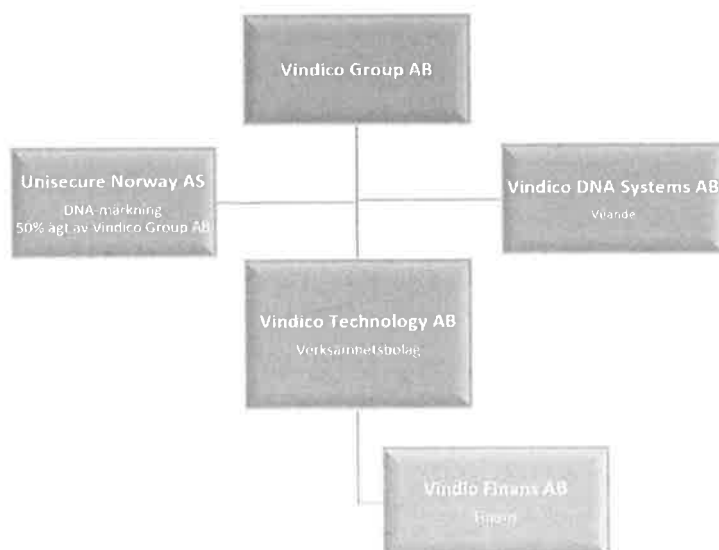 Vindico Group AB
Unisecure Norway AS
DNA-märkning
50% ägt av Vindico Group AB
Vindico DNA Systems AB
Vilande
Vindico Technology AB
Verksamhetsbolag
Vindio Finans AB
Finans